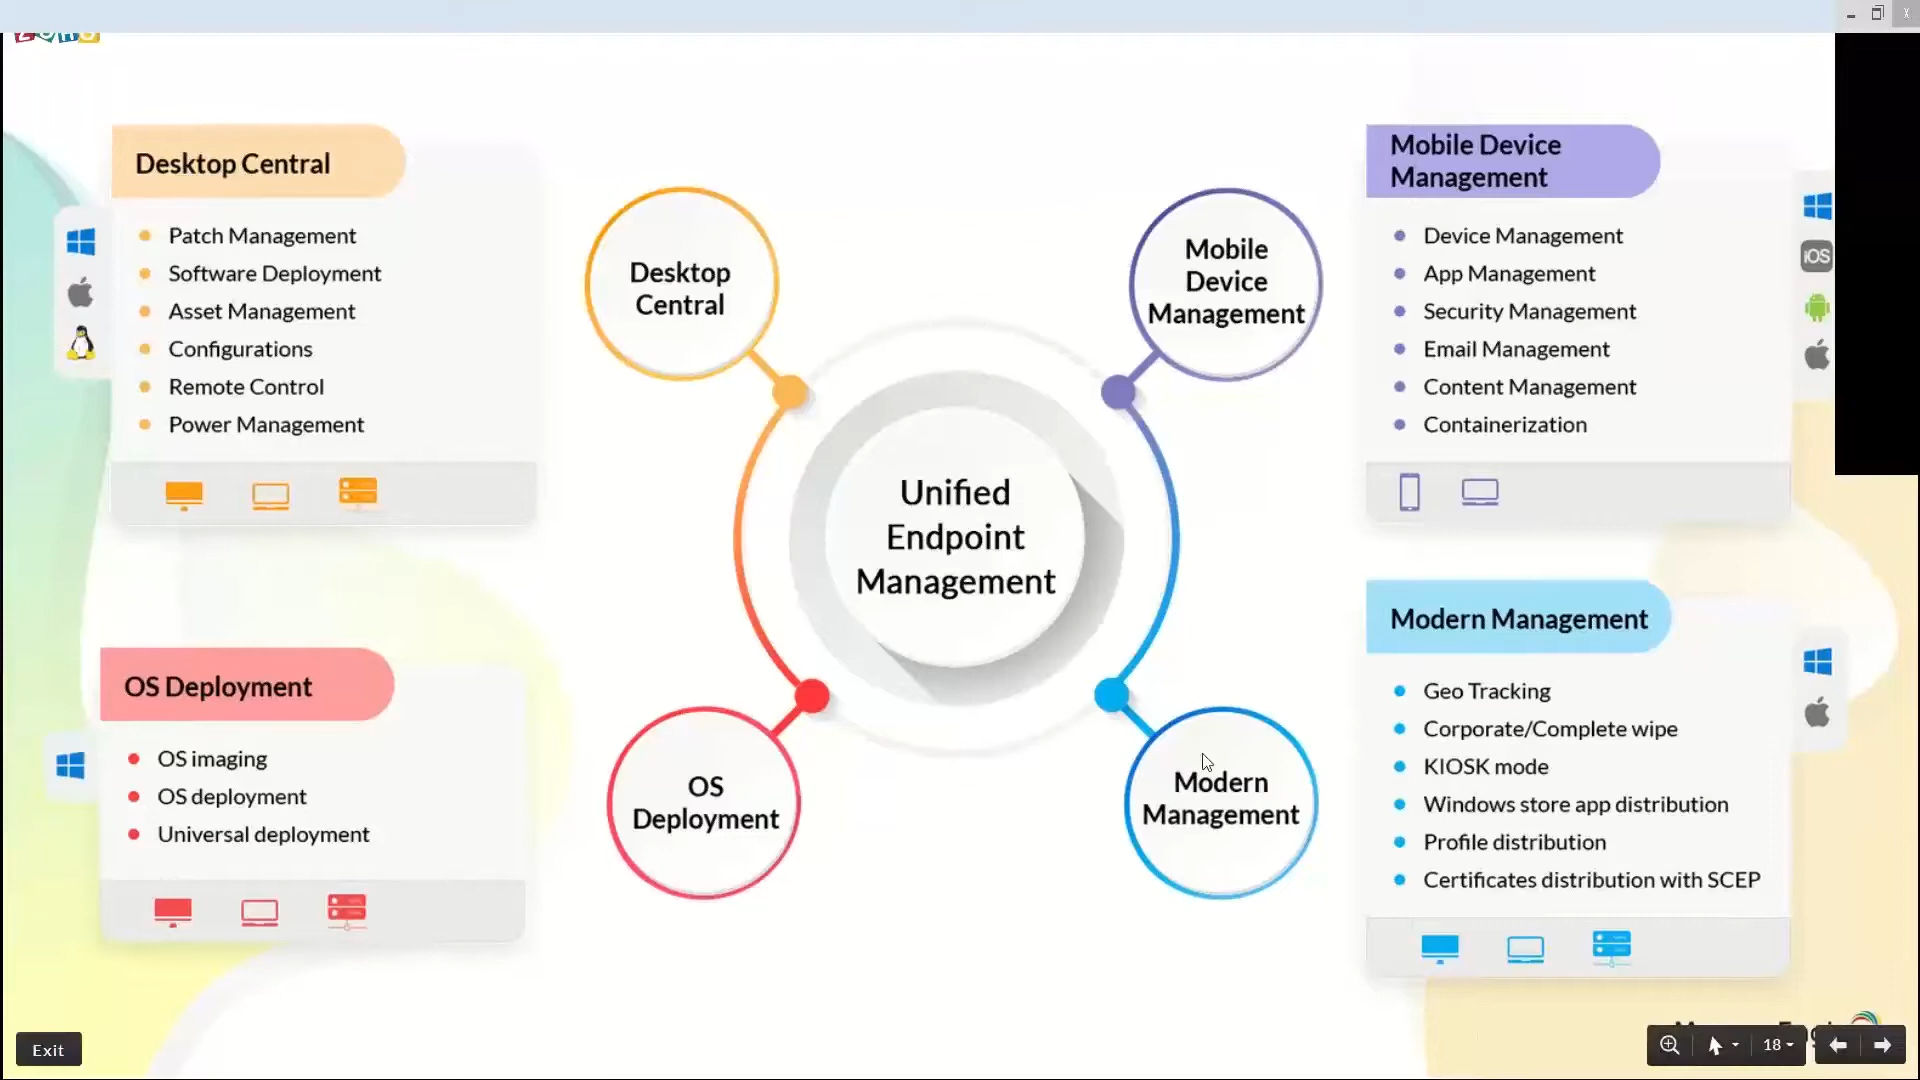 Desktop Central
Patch Management
Software Deployment
Asset Management
Configurations
Remote Control
Power Management
OS Deployment
OS imaging
OS deployment
Universal deployment
Desktop
Central
Mobile
Device
Management
Unified
Endpoint
Management
OS
Deployment
Modern
Management
Mobile Device
Management
iOS
Device Management
App Management
Security Management
Email Management
Content Management
Containerization
Modern Management
Geo Tracking
Corporate/Complete wipe
KIOSK mode
Windows store app distribution
Profile distribution
Certificates distribution with SCEP
Exit
18